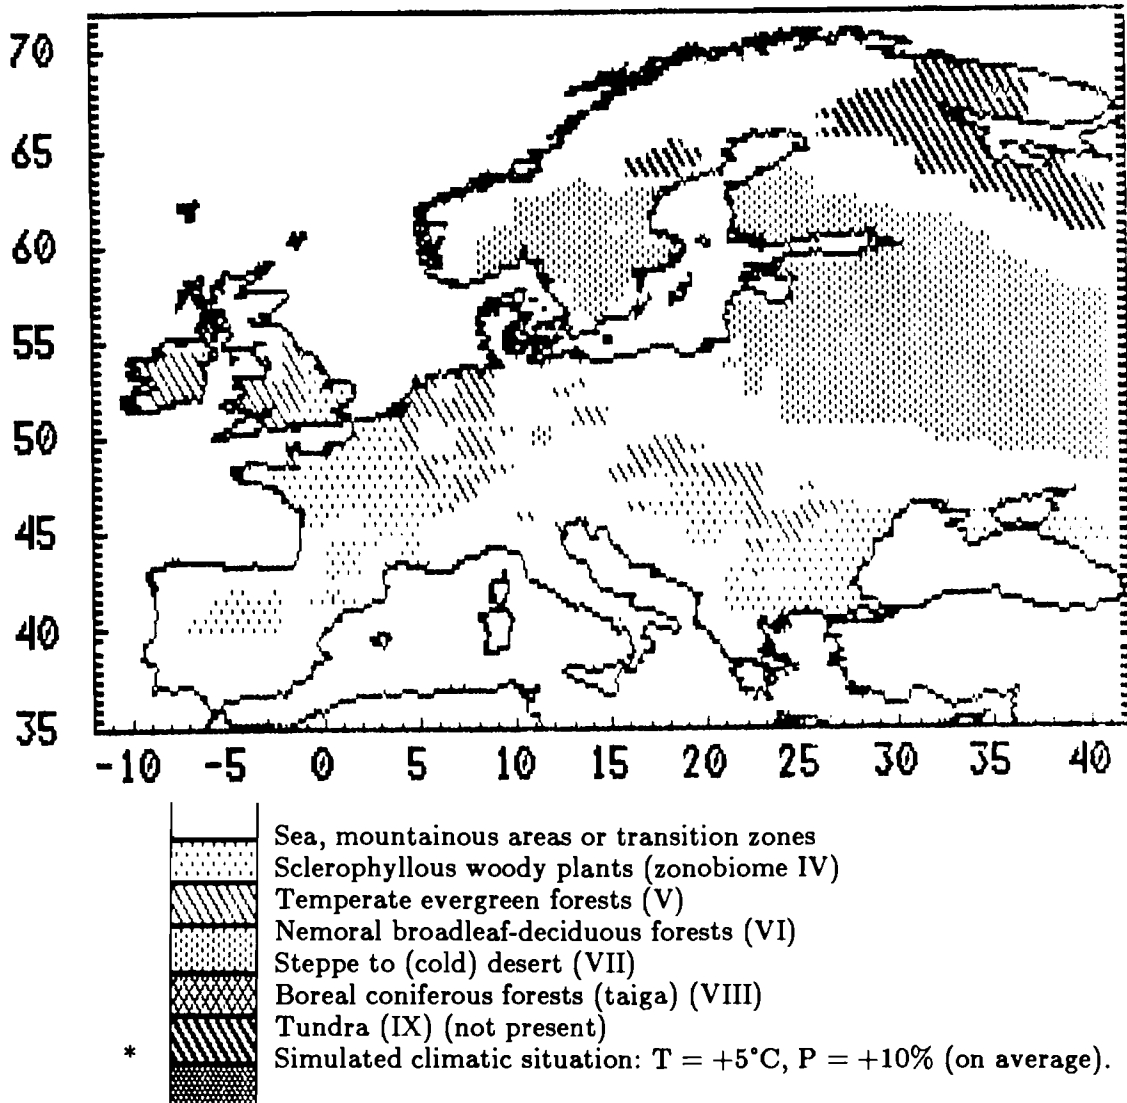 70
65
60
55
50
45
40
35
-10 -5 0 5 10 15 20 25 30 35 40
Sea, mountainous areas or transition zones
Sclerophyllous woody plants (zonobiome IV)
Temperate evergreen forests (V)
Nemoral broadleaf-deciduous forests (VI)
Steppe to (cold) desert (VII)
Boreal coniferous forests (taiga) (VIII)
Tundra (IX) (not present)
* Simulated climatic situation: T = +5°C, P = +10% (on average).